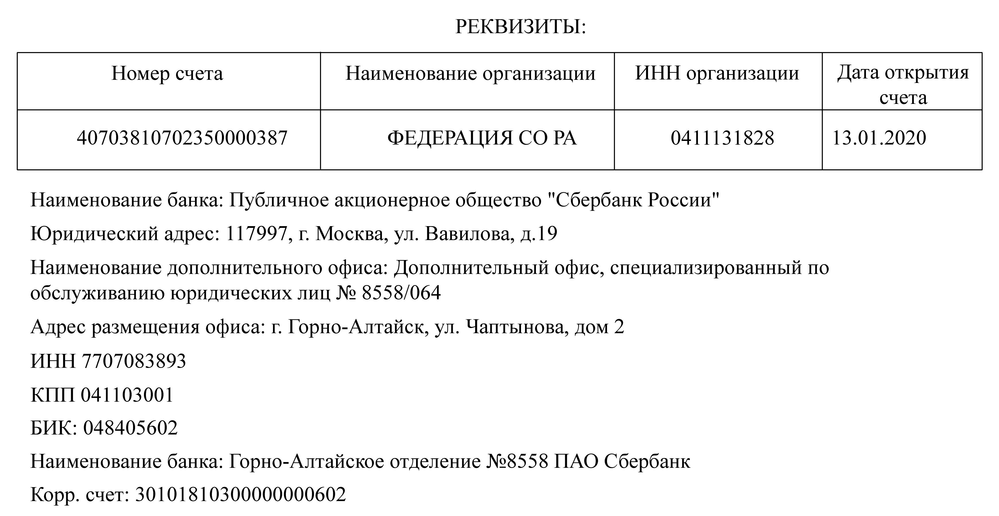 РЕКВИЗИТЫ:
Номер счета Наименование организации ИНН организации Дата открытия
счета
40703810702350000387 ФЕДЕРАЦИЯ СО РА 0411131828 13.01.2020
Наименование банка: Публичное акционерное общество "Сбербанк России"
Юридический адрес: 117997, г. Москва, ул. Вавилова, д.19
Наименование дополнительного офиса: Дополнительный офис, специализированный по
обслуживанию юридических лиц № 8558/064
Адрес размещения офиса: г. Горно-Алтайск, ул. Чаптынова, дом 2
ИНН 7707083893
КПП 041103001
БИК: 048405602
Наименование банка: Горно-Алтайское отделение №8558 ПАО Сбербанк
Корр. счет: 30101810300000000602